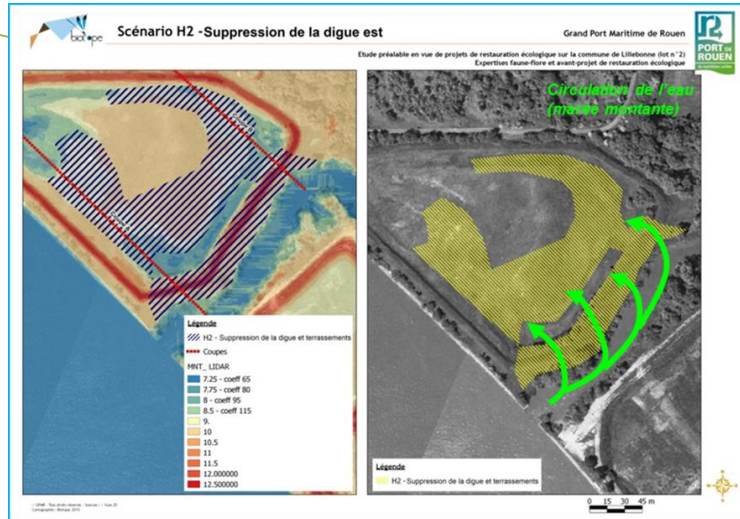 biotope
Scénario H2 -Suppression de la digue est
Grand Port Maritime de Rouen
Etude préalable en vue de projets de restauration écologique sur la commune de Lillebonne (lot n°2)
Expertises faune-flore et avant-projet de restauration écologique
PORT DE
ROUEN
Circulation de l'eau
(marée montante)
Légende
H2 - Suppression de la digue et terrassements
Coupes
MNT_LIDAR
7.25 - coeff 65
7.75 - coeff 80
8 - coeff 95
8.5 - coeff 115
9.
10
10.5
11
11.5
12.000000
12.500000
Légende
H2 - Suppression de la digue et terrassements
0 15 30 45 m